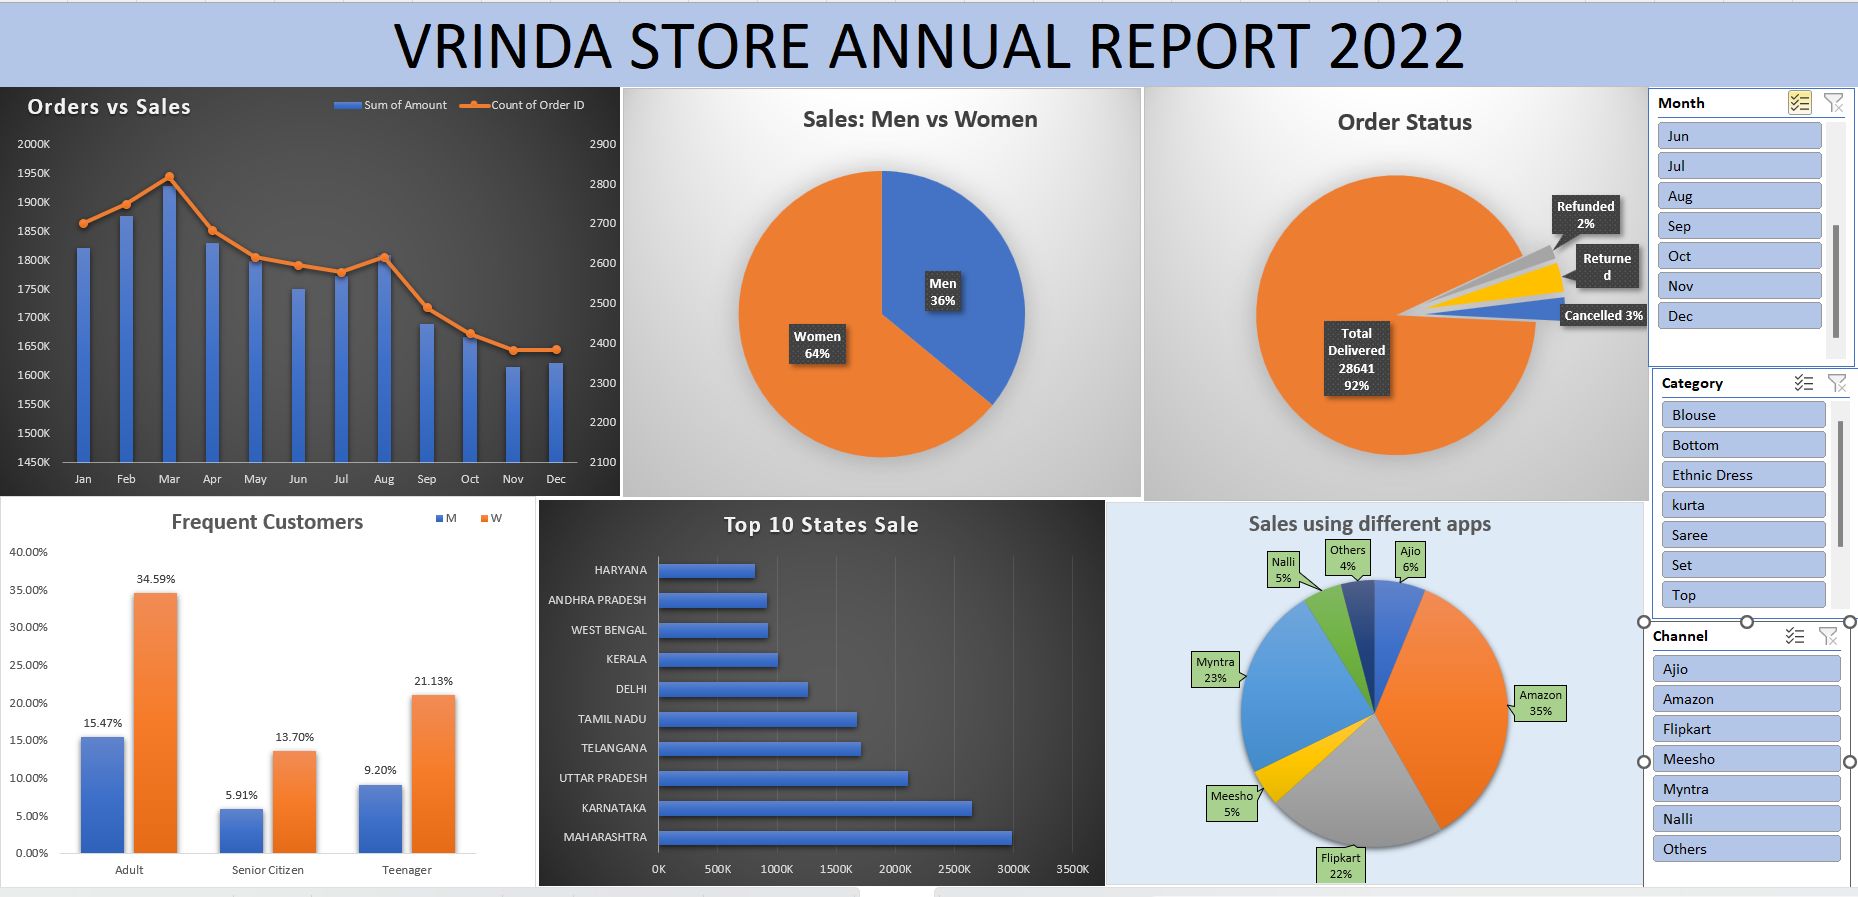 VRINDA STORE ANNUAL REPORT 2022
Orders vs Sales
Sum of Amount
Count of Order ID
2000K
1950K
1900K
1850K
1800K
1750K
1700K
1650K
1600K
1550K
1500K
1450K
2900
2800
2700
2600
2500
2400
2300
2200
2100
Jan Feb Mar Apr May Jun Jul Aug Sep Oct Nov Dec
Sales: Men vs Women
Men
36%
Women
64%
Order Status
Refunded
2%
Returne
d
Cancelled 3%
Total
Delivered
28641
92%
Month
Jun
Jul
Aug
Sep
Oct
Nov
Dec
Category
Blouse
Bottom
Ethnic Dress
kurta
Saree
Set
Top
Channel
Ajio
Amazon
Flipkart
Meesho
Myntra
Nalli
Others
Frequent Customers
M W
40.00%
35.00%
30.00%
25.00%
20.00%
15.00%
10.00%
5.00%
0.00%
15.47%
34.59%
5.91%
13.70%
9.20%
21.13%
Adult Senior Citizen Teenager
Top 10 States Sale
HARYANA
ANDHRA PRADESH
WEST BENGAL
KERALA
DELHI
TAMIL NADU
TELANGANA
UTTAR PRADESH
KARNATAKA
MAHARASHTRA
0K 500K 1000K 1500K 2000K 2500K 3000K 3500K
Sales using different apps
Others
4%
Ajio
6%
Nalli
5%
Myntra
23%
Amazon
35%
Meesho
5%
Flipkart
22%